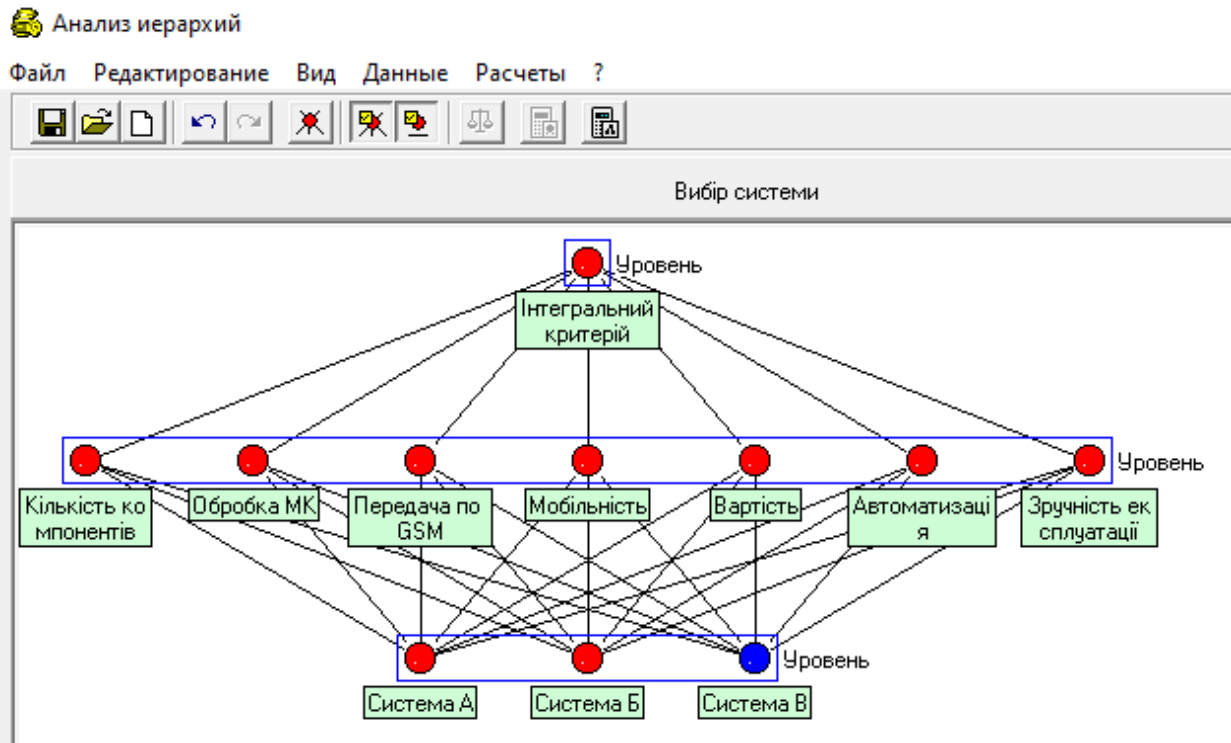 Анализ иерархий
Файл Редактирование Вид Данные Расчеты ?
Вибір системи
Уровень
Інтегральний
критерій
Уровень
Кількість ко
мпонентів
Обробка МК
Передача по
GSM
Мобільність
Вартість
Автоматизаці
я
Зручність ек
сплуатації
Уровень
Система А
Система Б
Система В